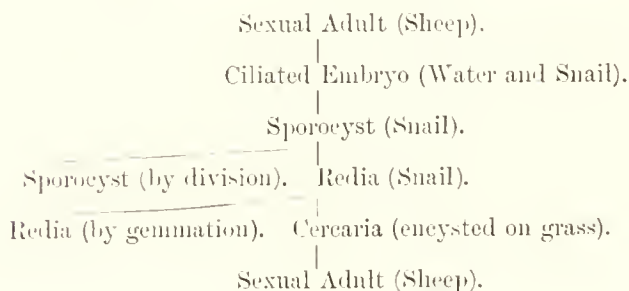 Sexual Adult (Sheep).
Ciliated Embryo (Water and Snail).
Sporocyst (Snail).
Sporocyst (by division). Redia (Snail).
Redia (by gemmation). Cercaria (encysted on grass).
Sexual Adult (Sheep).